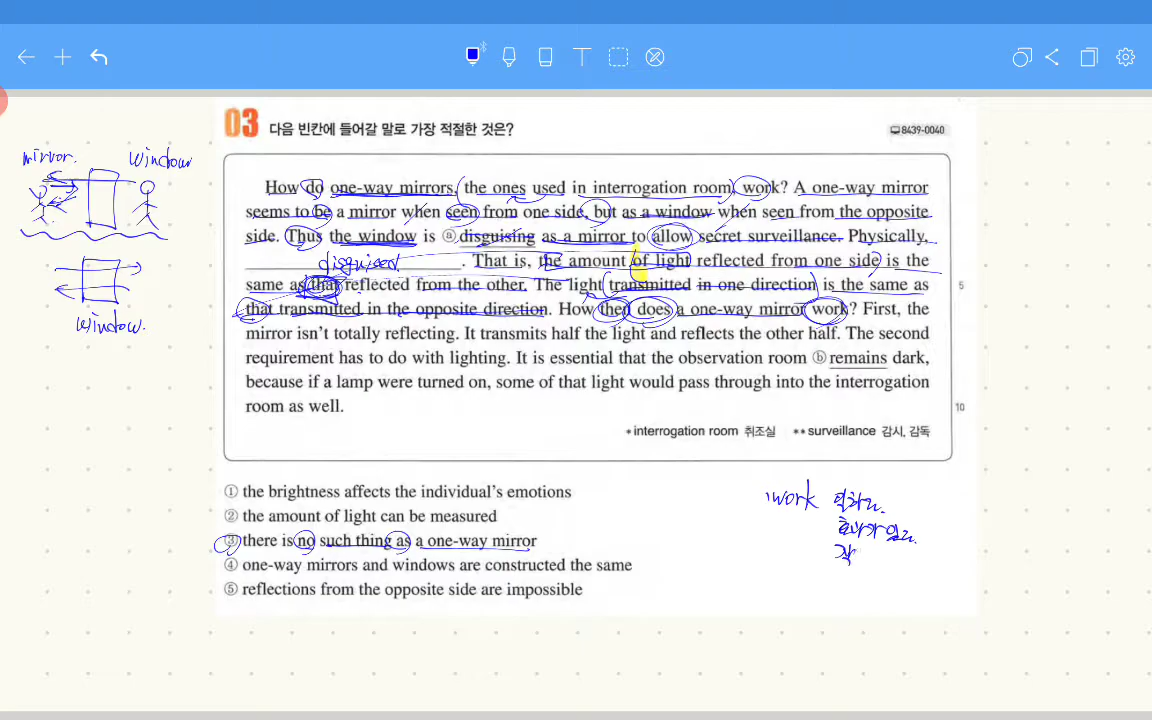 mirror.
window
window.
03 다음 빈칸에 들어갈 말로 가장 적절한 것은?
8439-0040
How do one-way mirrors, the ones used in interrogation room, work? A one-way mirror
seems to be a mirror when seen from one side, but as a window when seen from the opposite
side. Thus the window is ⓐ disguising as a mirror to allow secret surveillance. Physically,
disguised
____________. That is, the amount of light reflected from one side is the
same as that reflected from the other. The light transmitted in one direction is the same as
5
that transmitted in the opposite direction. How then does a one-way mirror work? First, the
mirror isn't totally reflecting. It transmits half the light and reflects the other half. The second
requirement has to do with lighting. It is essential that the observation room ⓑ remains dark,
because if a lamp were turned on, some of that light would pass through into the interrogation
room as well.
10
*interrogation room 취조실 **surveillance 감시, 감독
① the brightness affects the individual's emotions
② the amount of light can be measured
③ there is no such thing as a one-way mirror
④ one-way mirrors and windows are constructed the same
⑤ reflections from the opposite side are impossible
work